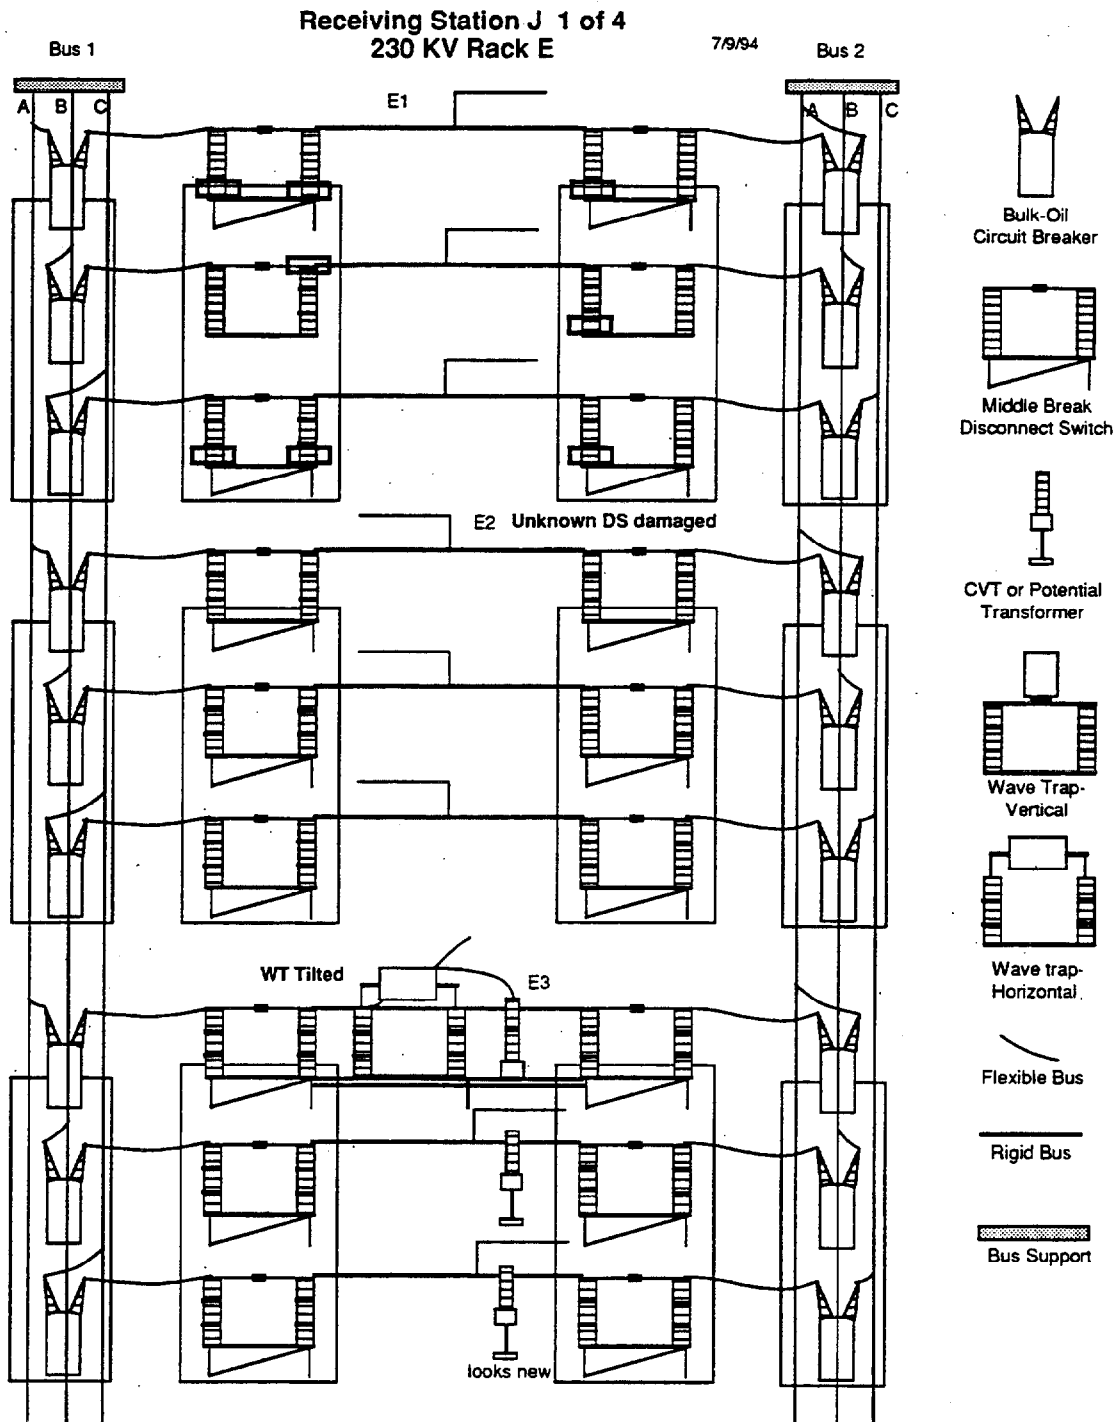 Receiving Station J 1 of 4
230 KV Rack E
7/9/94
Bus 1
Bus 2
A B C
A B C
E1
Bulk-Oil
Circuit Breaker
Middle Break
Disconnect Switch
E2 Unknown DS damaged
CVT or Potential
Transformer
Wave Trap-
Vertical
WT Tilted
E3
Wave trap-
Horizontal
Flexible Bus
Rigid Bus
Bus Support
looks new